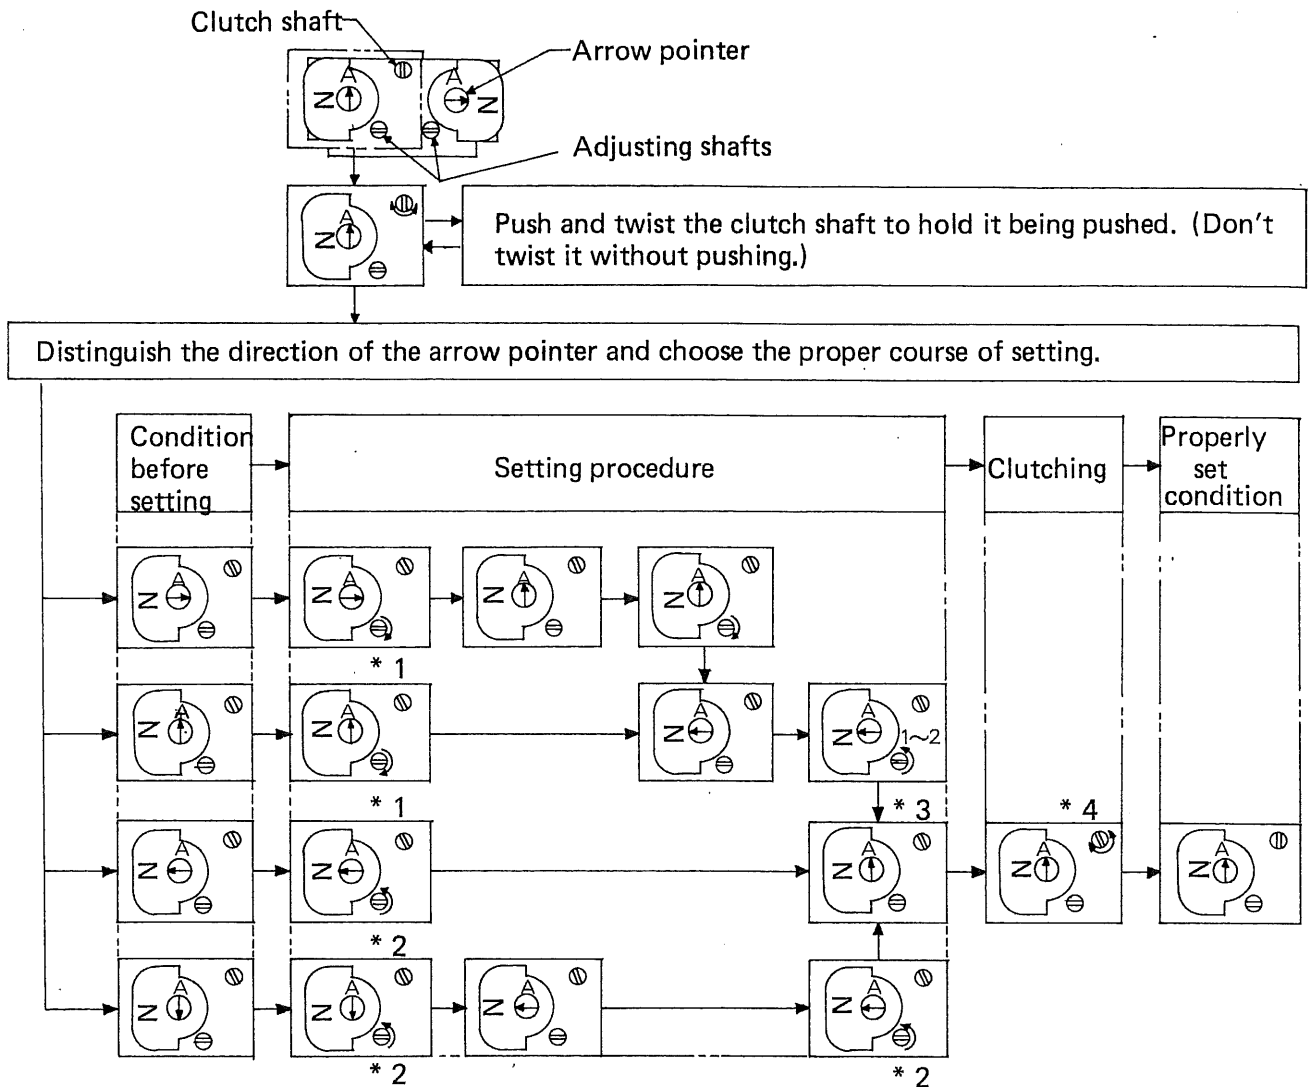 Clutch shaft
Arrow pointer
A
N
A
N
Adjusting shafts
A
N
Push and twist the clutch shaft to hold it being pushed. (Don't
twist it without pushing.)
Distinguish the direction of the arrow pointer and choose the proper course of setting.
Condition
before
setting
Setting procedure
Clutching
Properly
set
condition
A
N
A
N
A
N
A
N
* 1
A
N
A
N
A
N
A
N
1~2
* 1
* 3
* 4
A
N
A
N
A
N
A
N
A
N
* 2
A
N
A
N
A
N
A
N
* 2
* 2